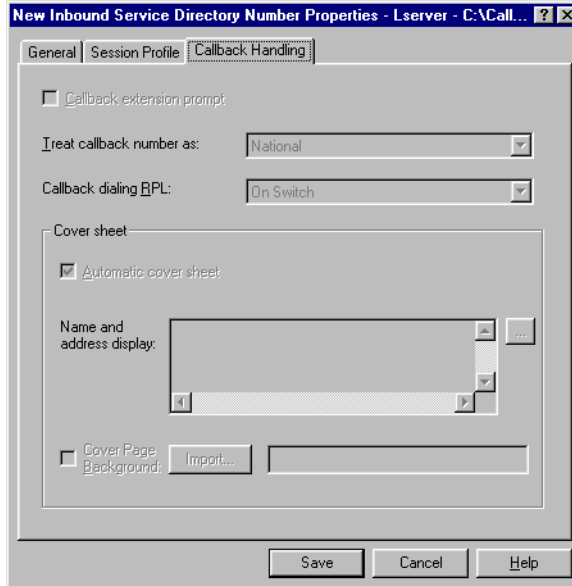 New Inbound Service Directory Number Properties - Lserver - C:\Call...
General Session Profile Callback Handling
Callback extension prompt
Treat callback number as: National
Callback dialing RPL: On Switch
Cover sheet
Automatic cover sheet
Name and
address display:
...
Cover Page
Background:
Import...
Save Cancel Help